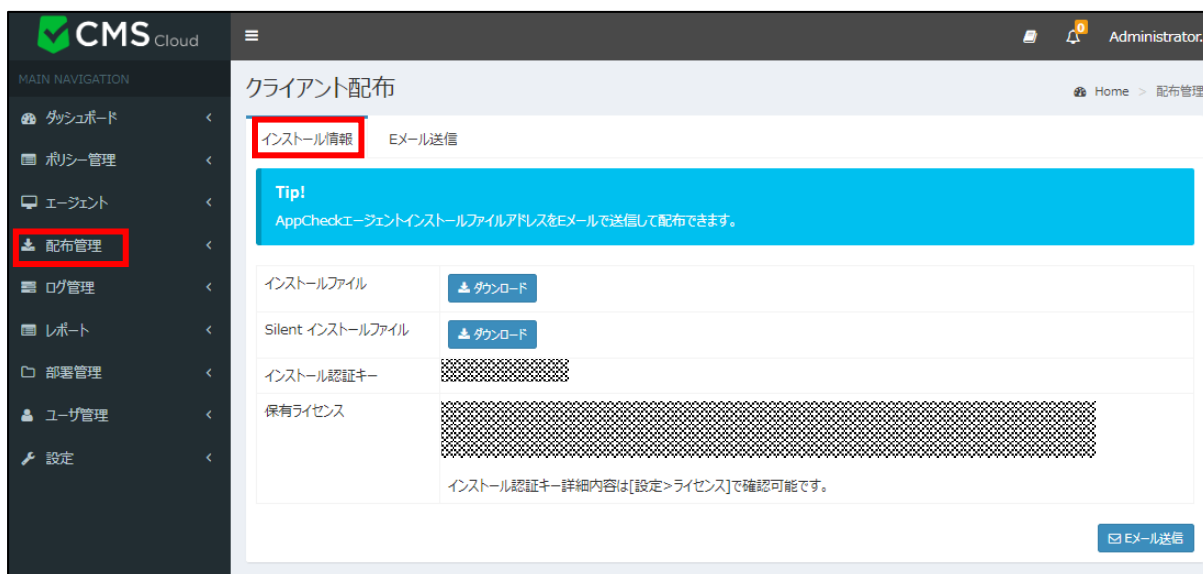 CMS Cloud
0
Administrator.
MAIN NAVIGATION
ダッシュボード
ポリシー管理
エージェント
配布管理
ログ管理
レポート
部署管理
ユーザ管理
設定
クライアント配布
Home > 配布管理
インストール情報
Eメール送信
Tip!
AppCheckエージェントインストールファイルアドレスをEメールで送信して配布できます。
インストールファイル
ダウンロード
Silent インストールファイル
ダウンロード
インストール認証キー
保有ライセンス
インストール認証キー詳細内容は[設定>ライセンス]で確認可能です。
Eメール送信